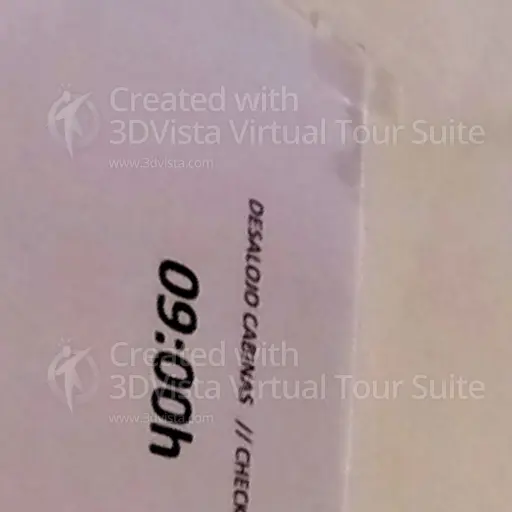 Created with
3DVista Virtual Tour Suite
www.3dvista.com
DESALOJO CABINAS // CHECK
09:00h
Created with
3DVista Virtual Tour Suite
www.3dvista.com